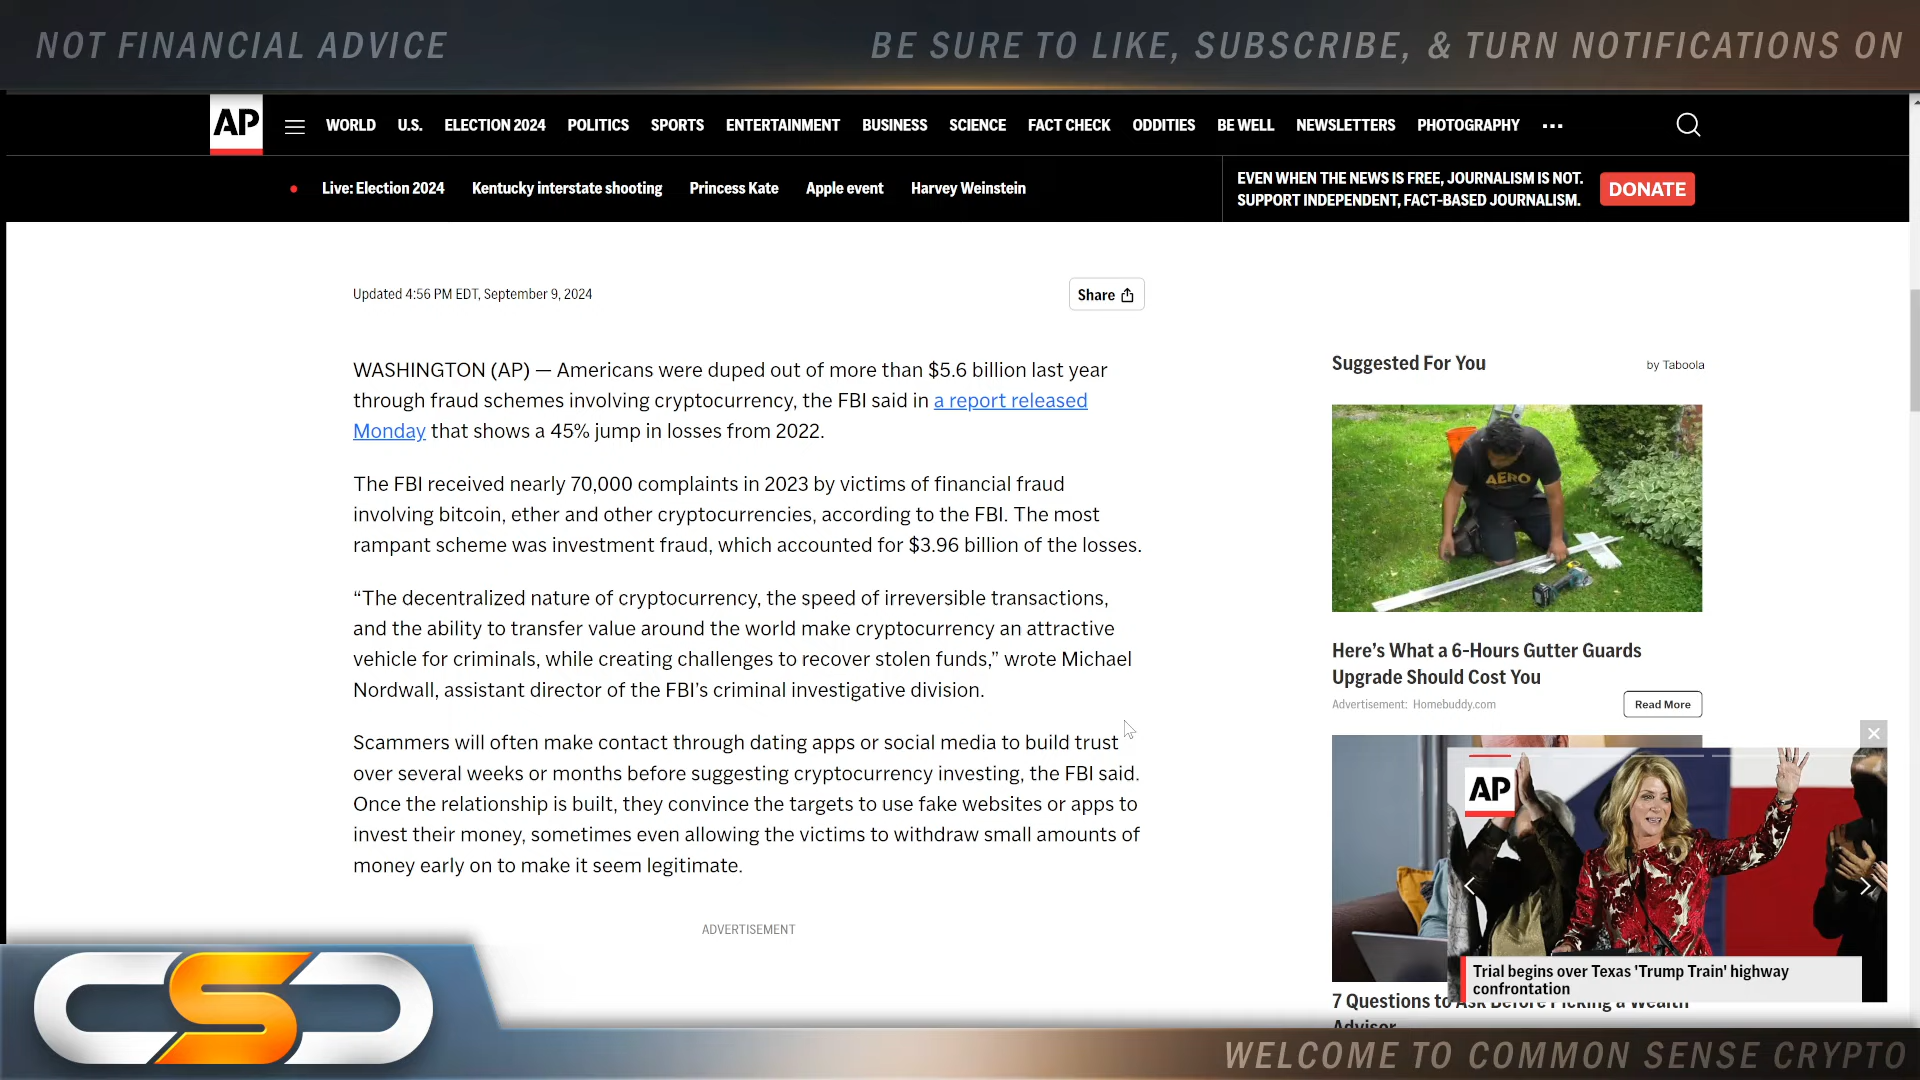 NOT FINANCIAL ADVICE
BE SURE TO LIKE, SUBSCRIBE, & TURN NOTIFICATIONS ON
AP
WORLD U.S. ELECTION 2024 POLITICS SPORTS ENTERTAINMENT BUSINESS SCIENCE FACT CHECK ODDITIES BE WELL NEWSLETTERS PHOTOGRAPHY ...
Live: Election 2024 Kentucky interstate shooting Princess Kate Apple event Harvey Weinstein
EVEN WHEN THE NEWS IS FREE, JOURNALISM IS NOT.
SUPPORT INDEPENDENT, FACT-BASED JOURNALISM.
DONATE
Updated 4:56 PM EDT, September 9, 2024
Share
WASHINGTON (AP) — Americans were duped out of more than $5.6 billion last year
through fraud schemes involving cryptocurrency, the FBI said in a report released
Monday that shows a 45% jump in losses from 2022.
The FBI received nearly 70,000 complaints in 2023 by victims of financial fraud
involving bitcoin, ether and other cryptocurrencies, according to the FBI. The most
rampant scheme was investment fraud, which accounted for $3.96 billion of the losses.
“The decentralized nature of cryptocurrency, the speed of irreversible transactions,
and the ability to transfer value around the world make cryptocurrency an attractive
vehicle for criminals, while creating challenges to recover stolen funds,” wrote Michael
Nordwall, assistant director of the FBI’s criminal investigative division.
Scammers will often make contact through dating apps or social media to build trust
over several weeks or months before suggesting cryptocurrency investing, the FBI said.
Once the relationship is built, they convince the targets to use fake websites or apps to
invest their money, sometimes even allowing the victims to withdraw small amounts of
money early on to make it seem legitimate.
ADVERTISEMENT
Suggested For You
by Taboola
AERO
Here’s What a 6-Hours Gutter Guards
Upgrade Should Cost You
Advertisement: Homebuddy.com
Read More
AP
Trial begins over Texas 'Trump Train' highway
confrontation
7 Questions to Ask Before Picking a Wealth
Advisor
CSC
WELCOME TO COMMON SENSE CRYPTO